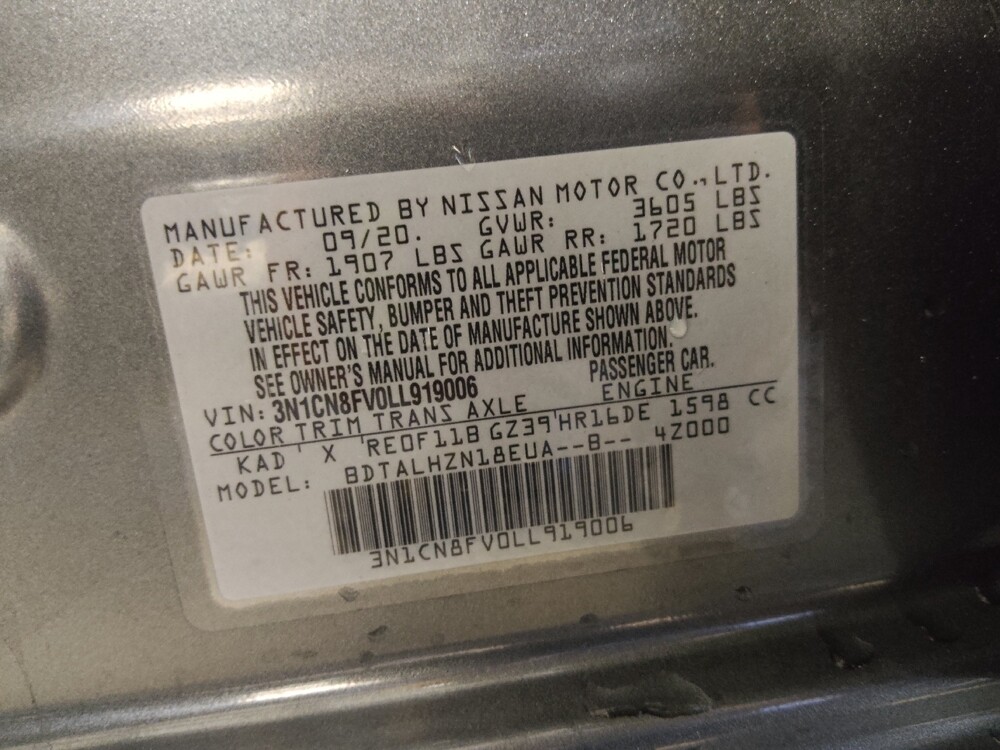 MANUFACTURED BY NISSAN MOTOR CO.,LTD.
DATE: 09/20. GVWR: 3605 LBS
GAWR FR: 1907 LBS GAWR RR: 1720 LBS
THIS VEHICLE CONFORMS TO ALL APPLICABLE FEDERAL MOTOR
VEHICLE SAFETY, BUMPER AND THEFT PREVENTION STANDARDS
IN EFFECT ON THE DATE OF MANUFACTURE SHOWN ABOVE.
SEE OWNER'S MANUAL FOR ADDITIONAL INFORMATION.
VIN: 3N1CN8FV0LL919006 PASSENGER CAR.
COLOR TRIM TRANS AXLE ENGINE
KAD X RE0F11B GZ39 HR16DE 1598 CC
MODEL: BDTALHZN18EUA--B-- 4Z000
3N1CN8FV0LL919006